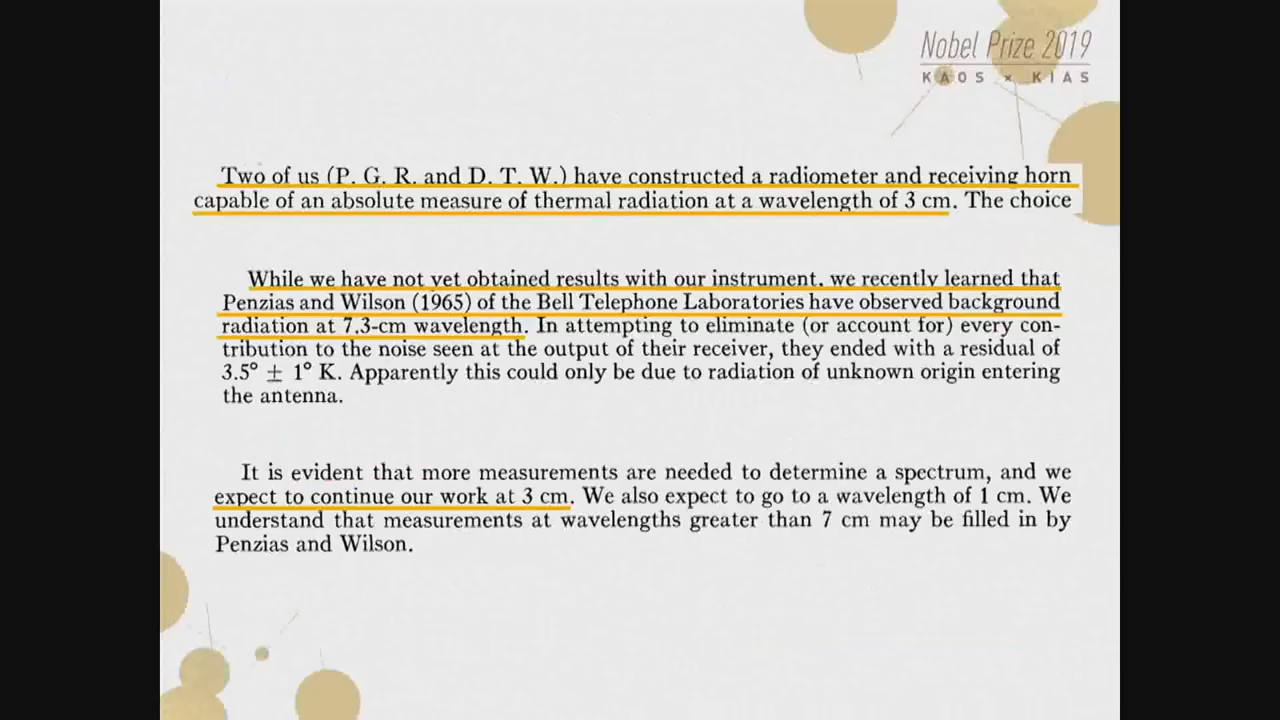 Nobel Prize 2019
KAOS × KIAS
Two of us (P. G. R. and D. T. W.) have constructed a radiometer and receiving horn
capable of an absolute measure of thermal radiation at a wavelength of 3 cm. The choice
While we have not yet obtained results with our instrument, we recently learned that
Penzias and Wilson (1965) of the Bell Telephone Laboratories have observed background
radiation at 7.3-cm wavelength. In attempting to eliminate (or account for) every con-
tribution to the noise seen at the output of their receiver, they ended with a residual of
3.5° ± 1° K. Apparently this could only be due to radiation of unknown origin entering
the antenna.
It is evident that more measurements are needed to determine a spectrum, and we
expect to continue our work at 3 cm. We also expect to go to a wavelength of 1 cm. We
understand that measurements at wavelengths greater than 7 cm may be filled in by
Penzias and Wilson.